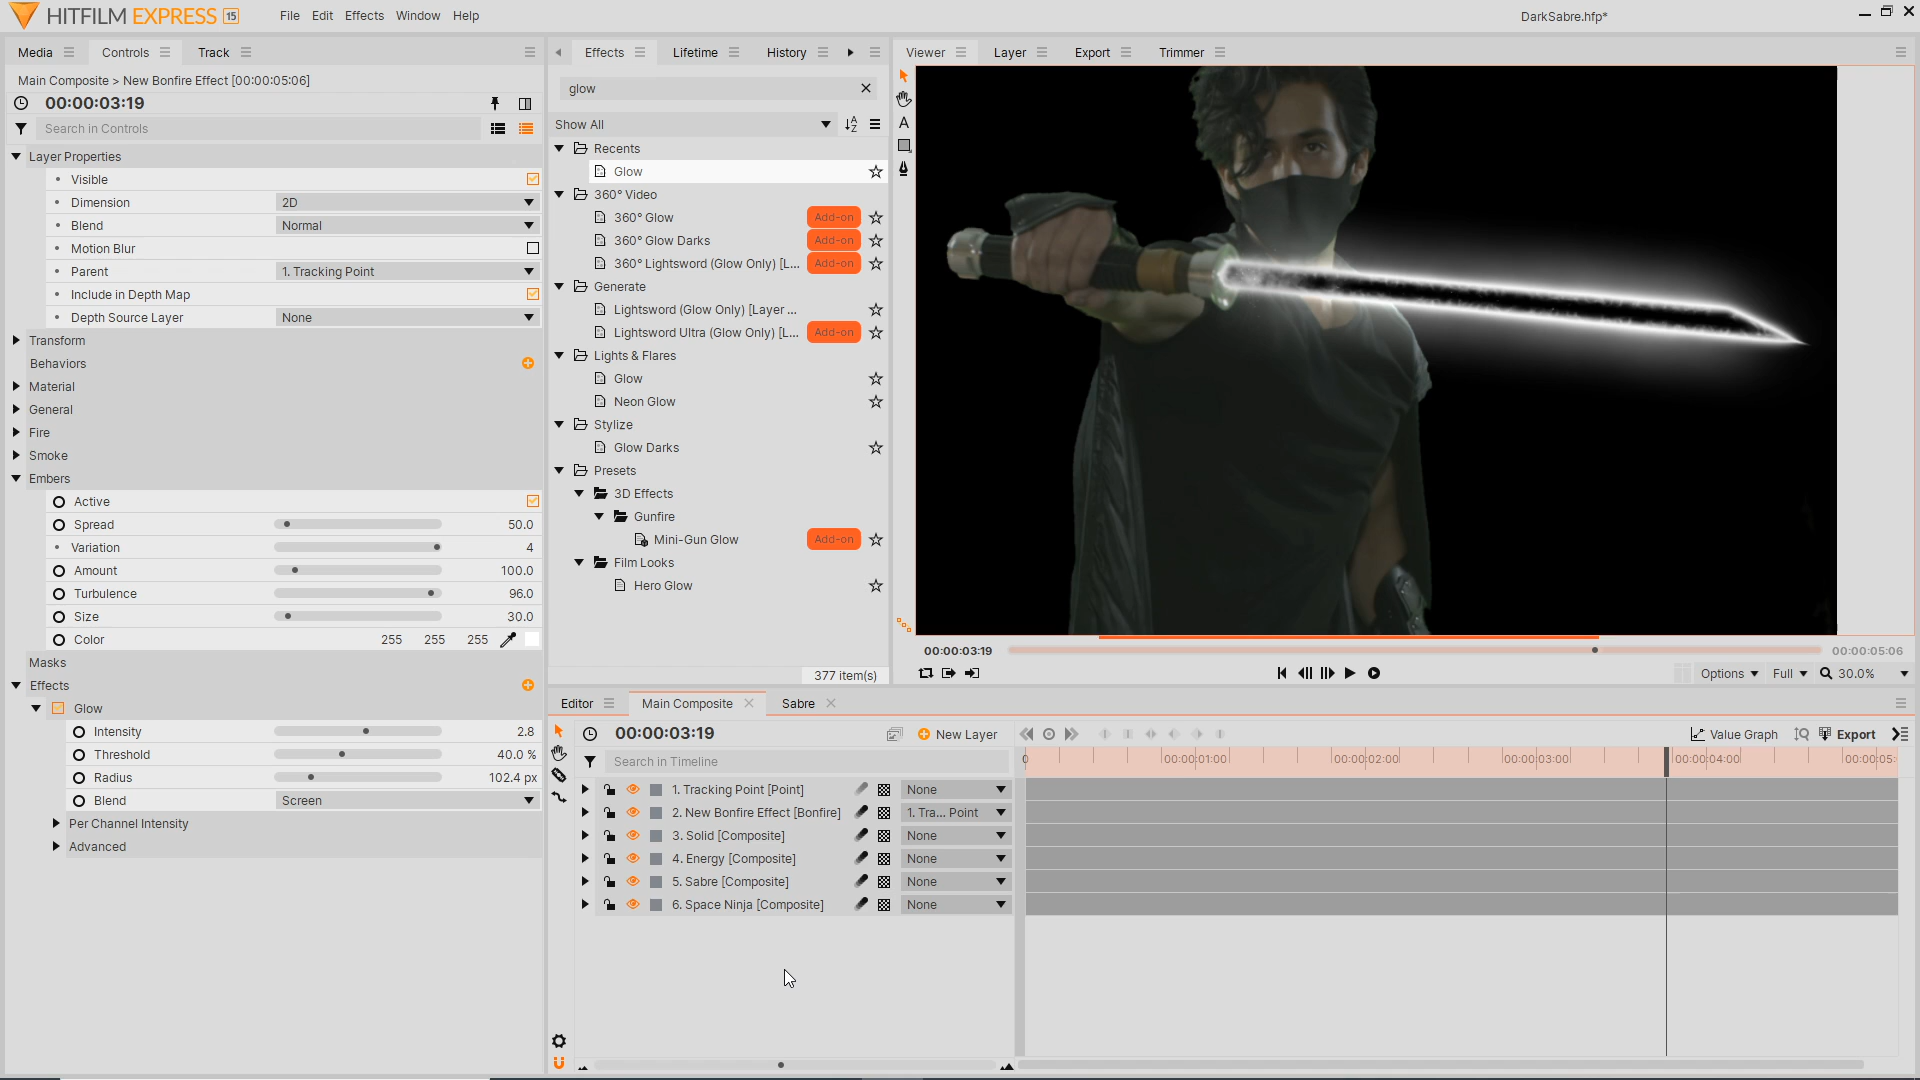 HITFILM EXPRESS 15
File Edit Effects Window Help
DarkSabre.hfp*
Media Controls Track
Main Composite > New Bonfire Effect [00:00:05:06]
00:00:03:19
Search in Controls
Layer Properties
Visible
Dimension 2D
Blend Normal
Motion Blur
Parent 1. Tracking Point
Include in Depth Map
Depth Source Layer None
Transform
Behaviors
Material
General
Fire
Smoke
Embers
Active
Spread 50.0
Variation 4
Amount 100.0
Turbulence 96.0
Size 30.0
Color 255 255 255
Masks
Effects
Glow
Intensity 2.8
Threshold 40.0 %
Radius 102.4 px
Blend Screen
Per Channel Intensity
Advanced
Effects Lifetime History
glow
Show All
Recents
Glow
360° Video
360° Glow Add-on
360° Glow Darks Add-on
360° Lightsword (Glow Only) [L... Add-on
Generate
Lightsword (Glow Only) [Layer ...
Lightsword Ultra (Glow Only) [L... Add-on
Lights & Flares
Glow
Neon Glow
Stylize
Glow Darks
Presets
3D Effects
Gunfire
Mini-Gun Glow Add-on
Film Looks
Hero Glow
377 item(s)
Viewer Layer Export Trimmer
A
00:00:03:19 00:00:05:06
Options Full 30.0%
Editor Main Composite Sabre
00:00:03:19 New Layer Value Graph Export
Search in Timeline
0 00:00:01:00 00:00:02:00 00:00:03:00 00:00:04:00 00:00:05:
1. Tracking Point [Point] None
2. New Bonfire Effect [Bonfire] 1. Tra... Point
3. Solid [Composite] None
4. Energy [Composite] None
5. Sabre [Composite] None
6. Space Ninja [Composite] None